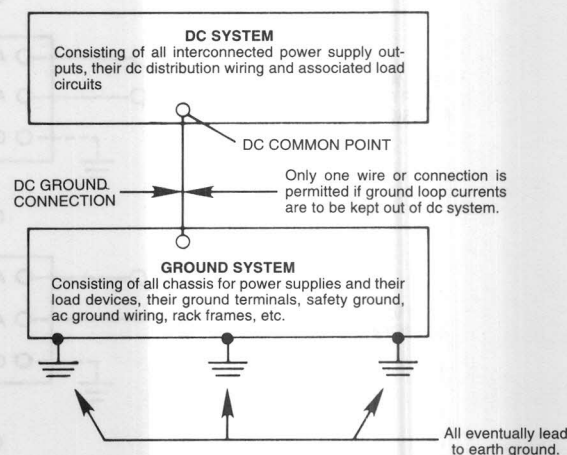 DC SYSTEM
Consisting of all interconnected power supply out-
puts, their dc distribution wiring and associated load
circuits
DC COMMON POINT
DC GROUND
CONNECTION
Only one wire or connection is
permitted if ground loop currents
are to be kept out of dc system.
GROUND SYSTEM
Consisting of all chassis for power supplies and their
load devices, their ground terminals, safety ground,
ac ground wiring, rack frames, etc.
All eventually lead
to earth ground.